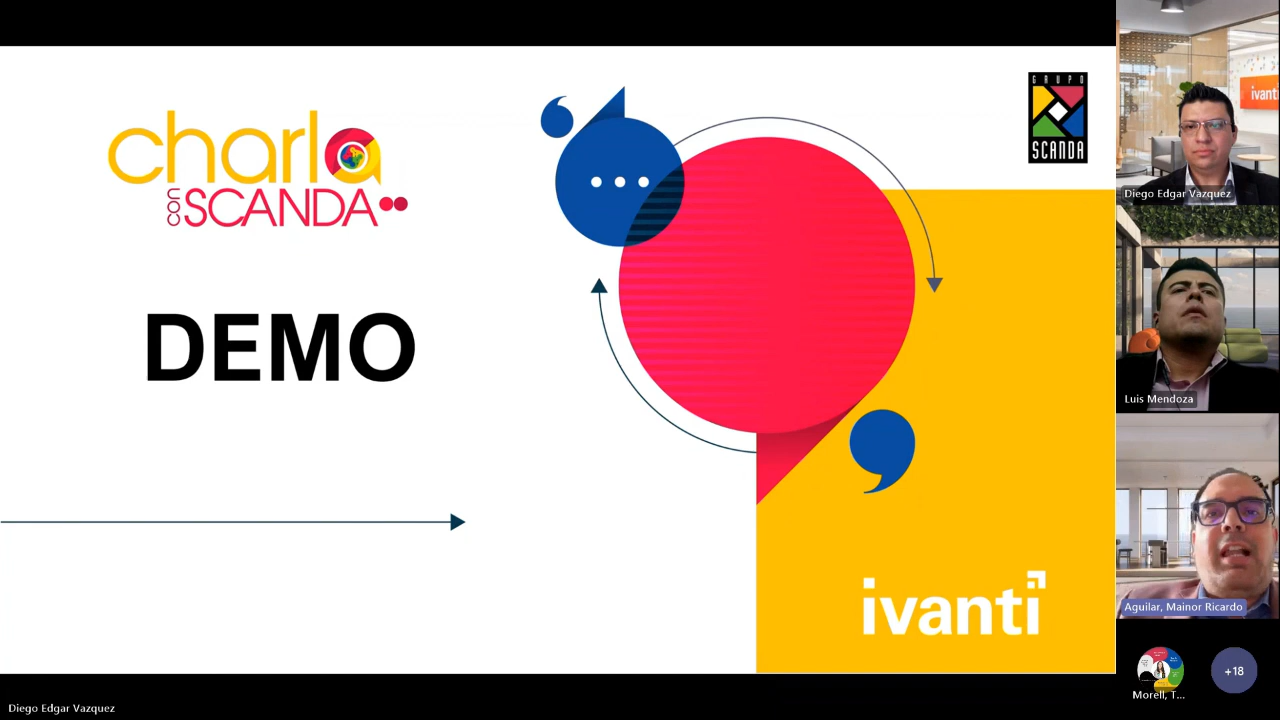 charla
con SCANDA
DEMO
GRUPO
SCANDA
ivanti
ivanti
Diego Edgar Vazquez
Luis Mendoza
Aguilar, Mainor Ricardo
Morell, T...
+18
Diego Edgar Vazquez